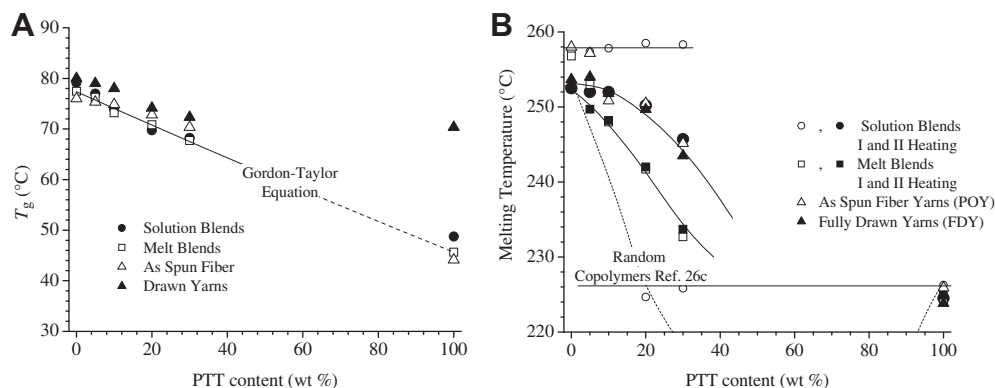 A
90
80
70
60
50
40
30
T_g (°C)
0
20
40
60
80
100
PTT content (wt %)
Gordon-Taylor
Equation
Solution Blends
Melt Blends
As Spun Fiber
Drawn Yarns
B
260
250
240
230
220
Melting Temperature (°C)
0
20
40
60
80
100
PTT content (wt %)
Random
Copolymers Ref. 26c
, Solution Blends
I and II Heating
, Melt Blends
I and II Heating
As Spun Fiber Yarns (POY)
Fully Drawn Yarns (FDY)